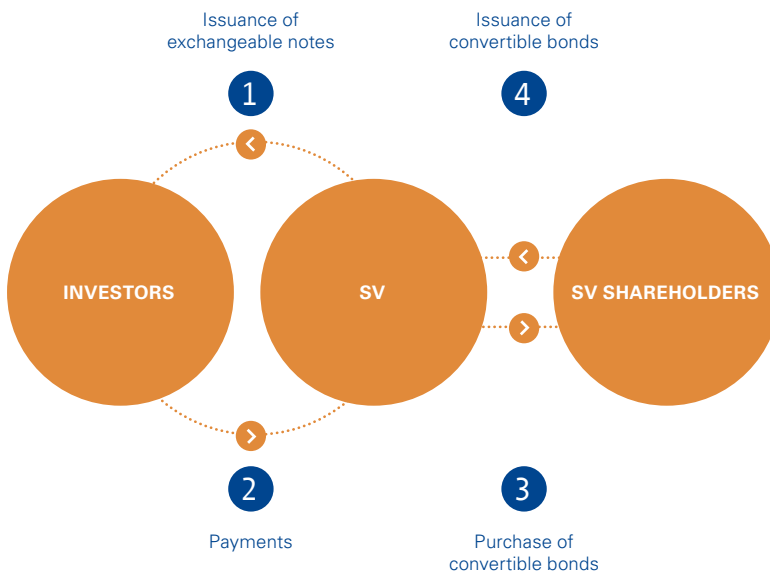 Issuance of
exchangeable notes
Issuance of
convertible bonds
1
4
INVESTORS
SV
SV SHAREHOLDERS
2
3
Payments
Purchase of
convertible bonds